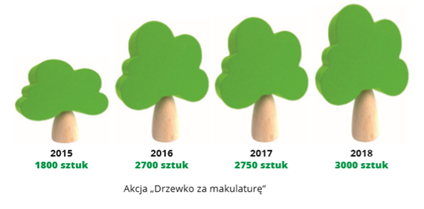 2015 2016 2017 2018
1800 sztuk 2700 sztuk 2750 sztuk 3000 sztuk
Akcja „Drzewko za makulaturę”